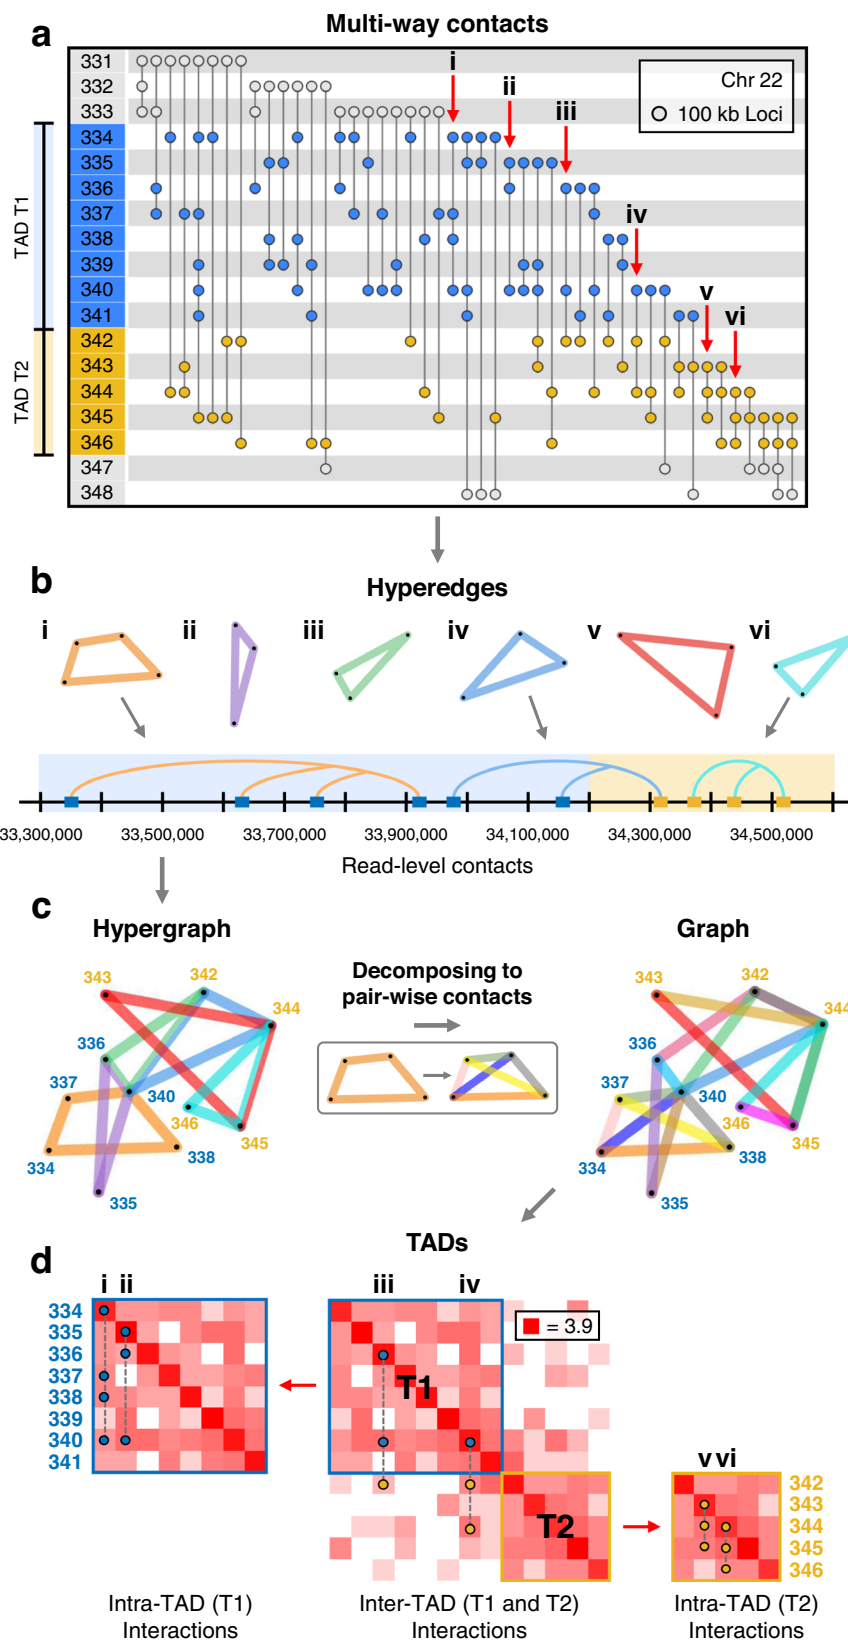 a
Multi-way contacts
331
332
333
334
335
336
337
338
339
340
341
342
343
344
345
346
347
348
TAD T1
TAD T2
i
ii
iii
iv
v
vi
Chr 22
100 kb Loci
b
Hyperedges
i
ii
iii
iv
v
vi
33,300,000
33,500,000
33,700,000
33,900,000
34,100,000
34,300,000
34,500,000
Read-level contacts
c
Hypergraph
Graph
Decomposing to
pair-wise contacts
343
342
344
336
337
340
346
345
334
338
335
343
342
344
336
337
340
346
345
334
338
335
d
TADs
i ii
iii
iv
334
335
336
337
338
339
340
341
= 3.9
T1
T2
v vi
342
343
344
345
346
Intra-TAD (T1)
Interactions
Inter-TAD (T1 and T2)
Interactions
Intra-TAD (T2)
Interactions